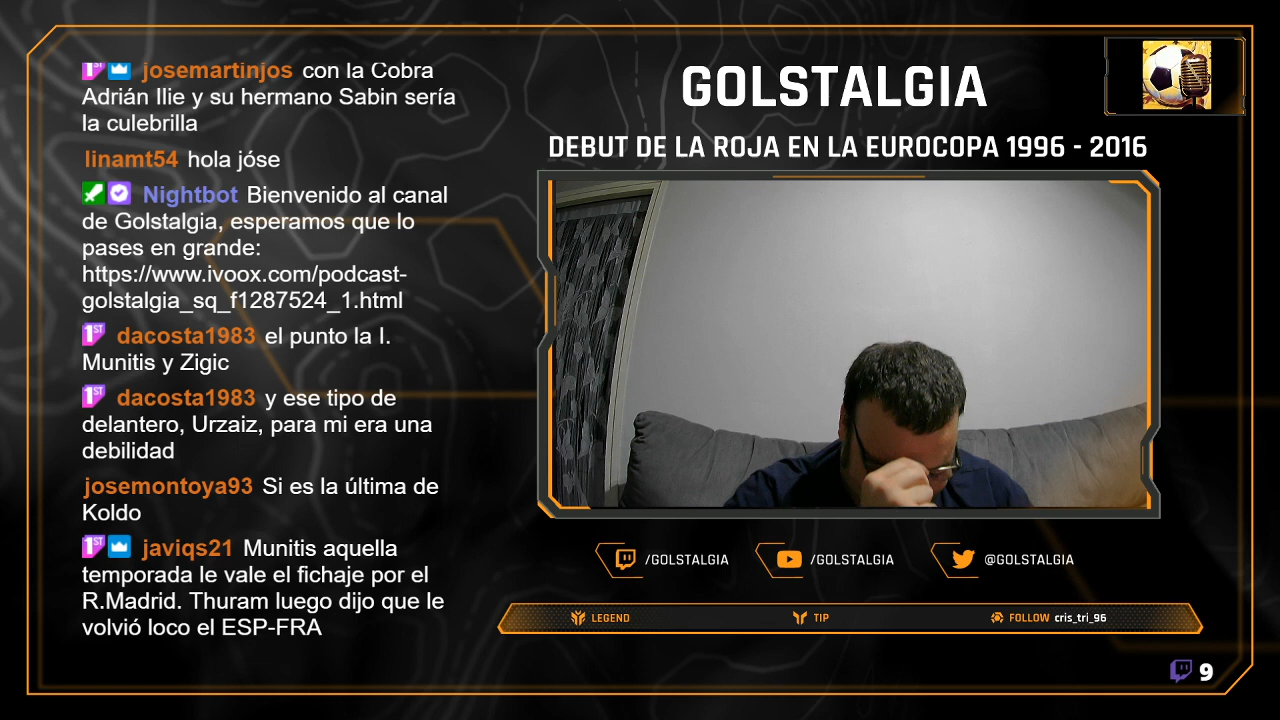 1ST josemartinjos con la Cobra
Adrián Ilie y su hermano Sabin sería
la culebrilla
linamt54 hola jóse
Nightbot Bienvenido al canal
de Golstalgia, esperamos que lo
pases en grande:
https://www.ivoox.com/podcast-
golstalgia_sq_f1287524_1.html
1ST dacosta1983 el punto la I.
Munitis y Zigic
1ST dacosta1983 y ese tipo de
delantero, Urzaiz, para mi era una
debilidad
josemontoya93 Si es la última de
Koldo
1ST javiqs21 Munitis aquella
temporada le vale el fichaje por el
R.Madrid. Thuram luego dijo que le
volvió loco el ESP-FRA
GOLSTALGIA
DEBUT DE LA ROJA EN LA EUROCOPA 1996 - 2016
/GOLSTALGIA
/GOLSTALGIA
@GOLSTALGIA
LEGEND
TIP
FOLLOW cris_tri_96
9